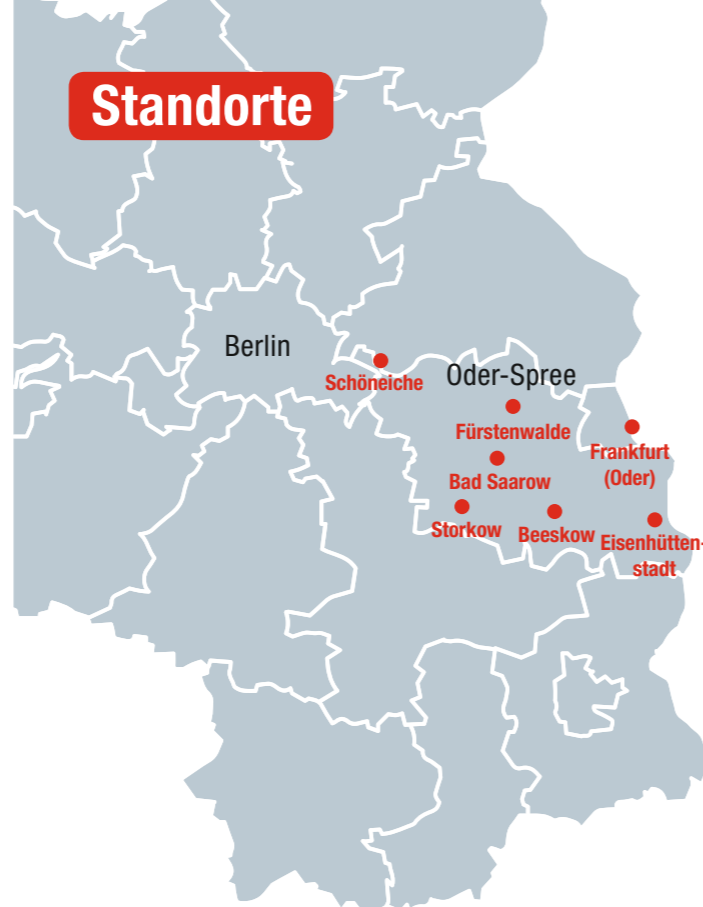 Standorte
Berlin
Schöneiche
Oder-Spree
Fürstenwalde
Frankfurt
(Oder)
Bad Saarow
Storkow
Beeskow
Eisenhütten-
stadt